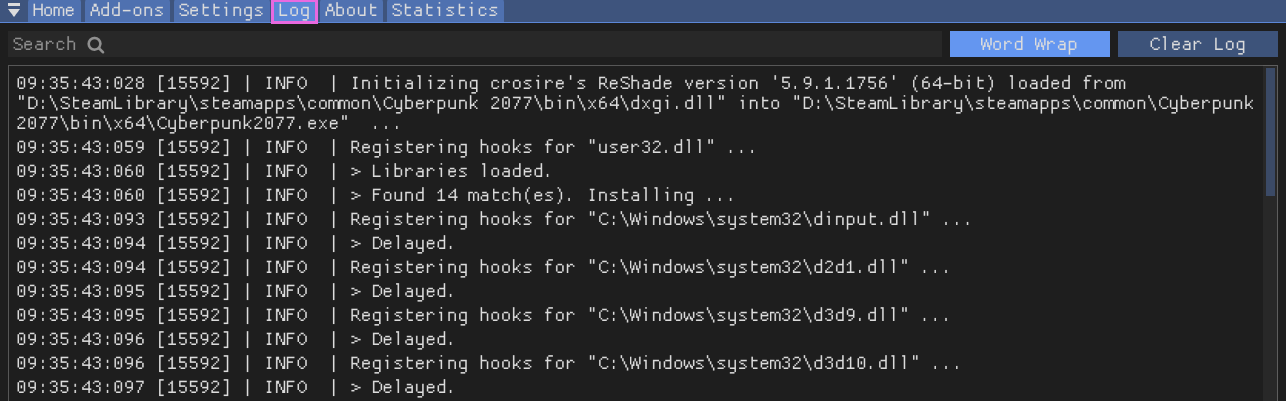 Home Add-ons Settings Log About Statistics
Search Word Wrap Clear Log
09:35:43:028 [15592] | INFO  | Initializing crosire's ReShade version '5.9.1.1756' (64-bit) loaded from
"D:\SteamLibrary\steamapps\common\Cyberpunk 2077\bin\x64\dxgi.dll" into "D:\SteamLibrary\steamapps\common\Cyberpunk
2077\bin\x64\Cyberpunk2077.exe"  ...
09:35:43:059 [15592] | INFO  | Registering hooks for "user32.dll" ...
09:35:43:060 [15592] | INFO  | > Libraries loaded.
09:35:43:060 [15592] | INFO  | > Found 14 match(es). Installing ...
09:35:43:093 [15592] | INFO  | Registering hooks for "C:\Windows\system32\dinput.dll" ...
09:35:43:094 [15592] | INFO  | > Delayed.
09:35:43:094 [15592] | INFO  | Registering hooks for "C:\Windows\system32\d2d1.dll" ...
09:35:43:095 [15592] | INFO  | > Delayed.
09:35:43:095 [15592] | INFO  | Registering hooks for "C:\Windows\system32\d3d9.dll" ...
09:35:43:096 [15592] | INFO  | > Delayed.
09:35:43:096 [15592] | INFO  | Registering hooks for "C:\Windows\system32\d3d10.dll" ...
09:35:43:097 [15592] | INFO  | > Delayed.